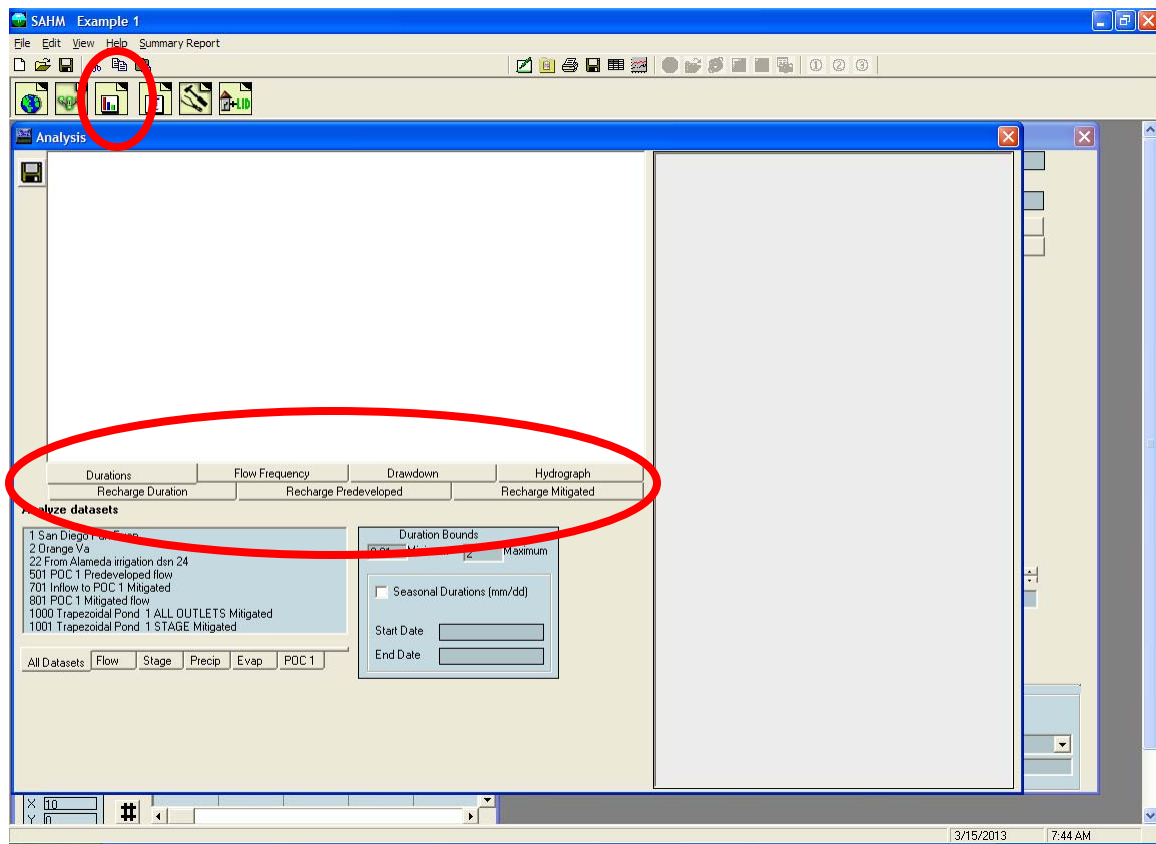 SAHM Example 1
File Edit View Help Summary Report
+LID
Analysis
Durations Flow Frequency Drawdown Hydrograph
Recharge Duration Recharge Predeveloped Recharge Mitigated
datasets
1 San Diego
2 Orange Va
22 From Alameda irrigation dsn 24
501 POC 1 Predeveloped flow
701 Inflow to POC 1 Mitigated
801 POC 1 Mitigated flow
1000 Trapezoidal Pond 1 ALL OUTLETS Mitigated
1001 Trapezoidal Pond 1 STAGE Mitigated
All Datasets Flow Stage Precip Evap POC 1
Duration Bounds
Maximum
Seasonal Durations (mm/dd)
Start Date
End Date
X 10
Y 0
3/15/2013 7:44 AM